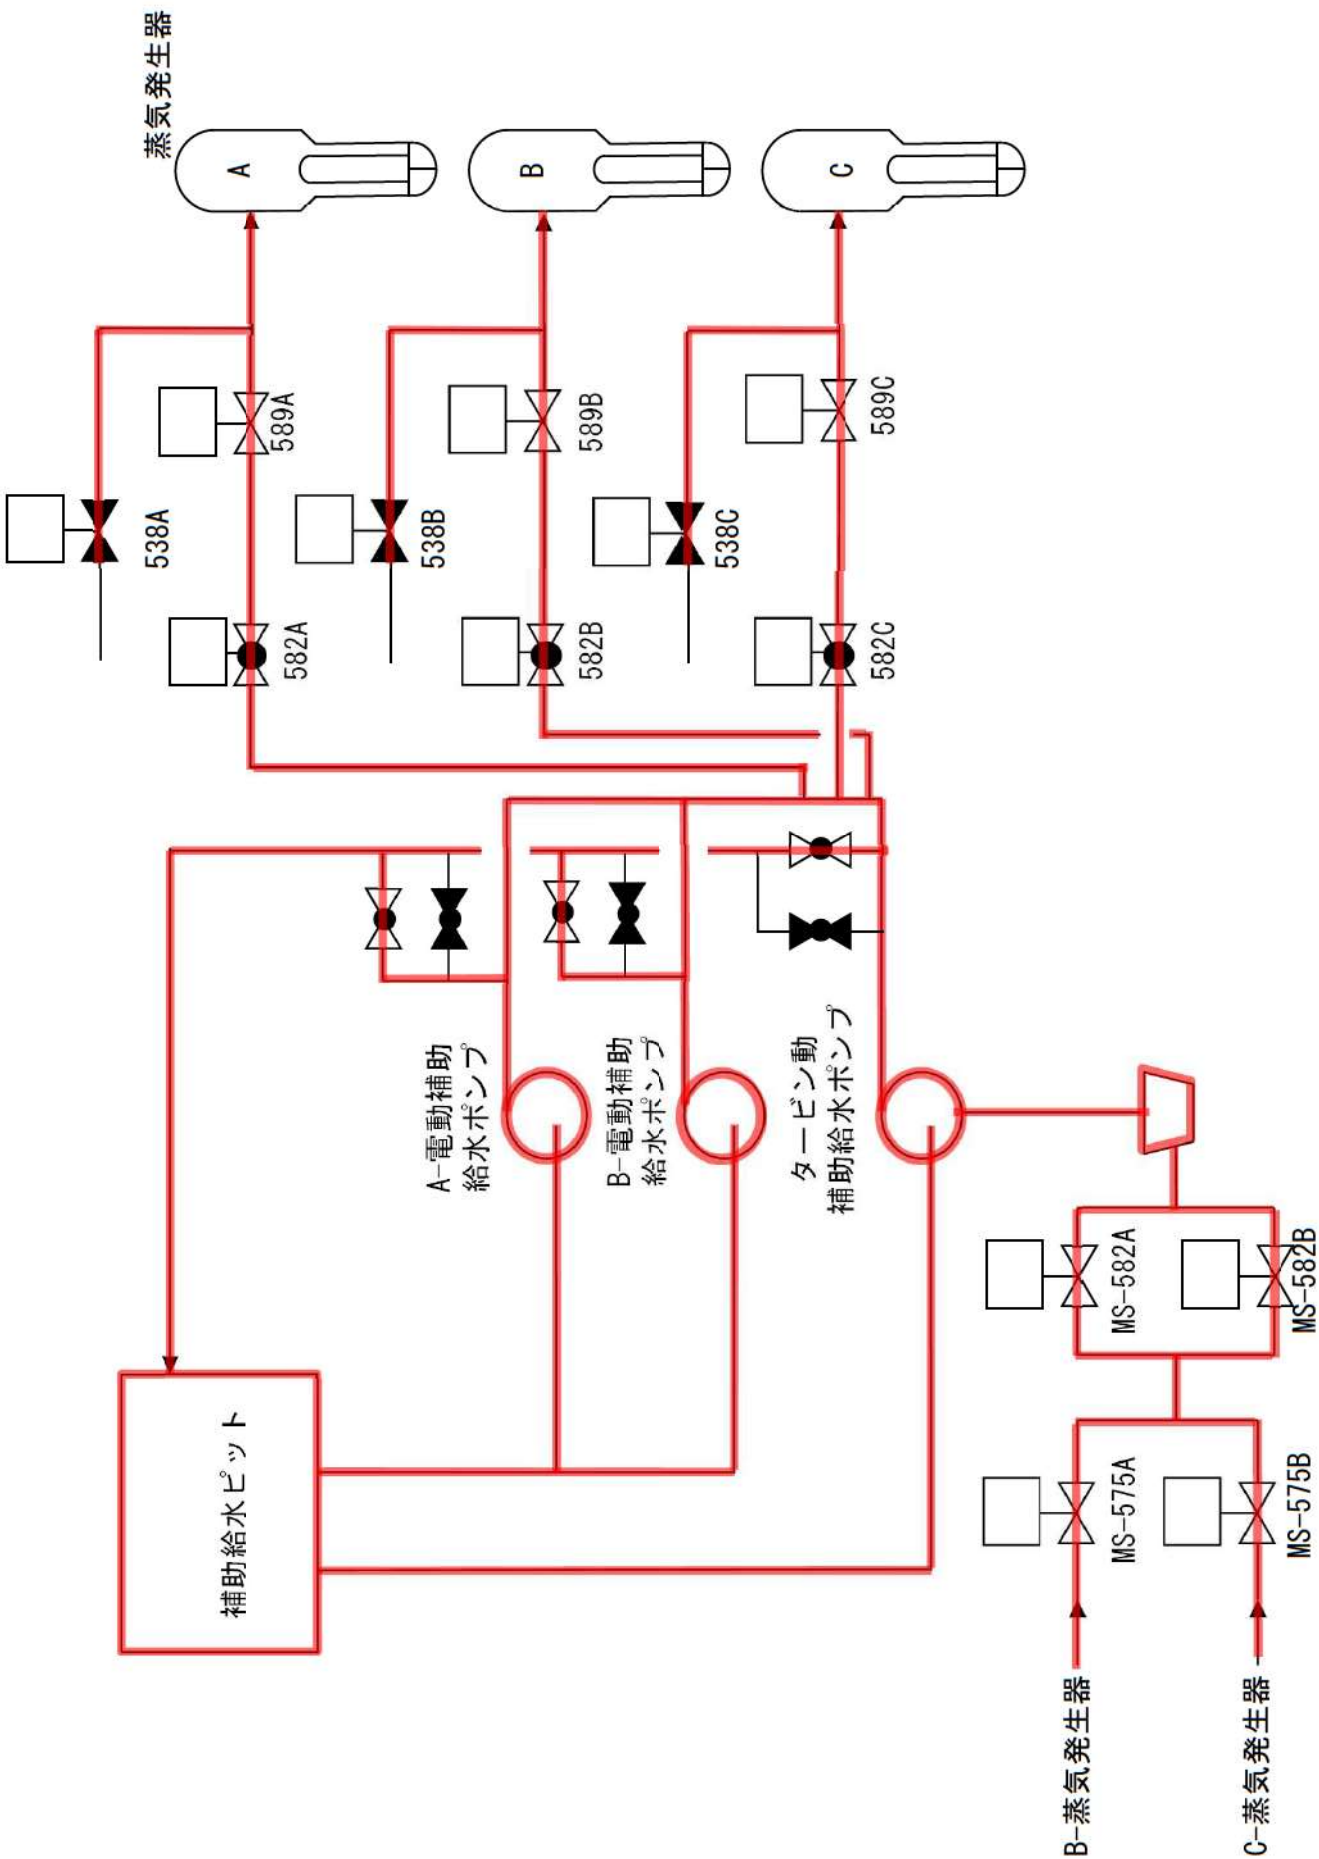 蒸気発生器
A
B
C
538A
589A
582A
538B
589B
582B
538C
589C
582C
A-電動補助
給水ポンプ
B-電動補助
給水ポンプ
タービン動
補助給水ポンプ
補助給水ピット
MS-582A
MS-582B
MS-575A
MS-575B
B-蒸気発生器
C-蒸気発生器